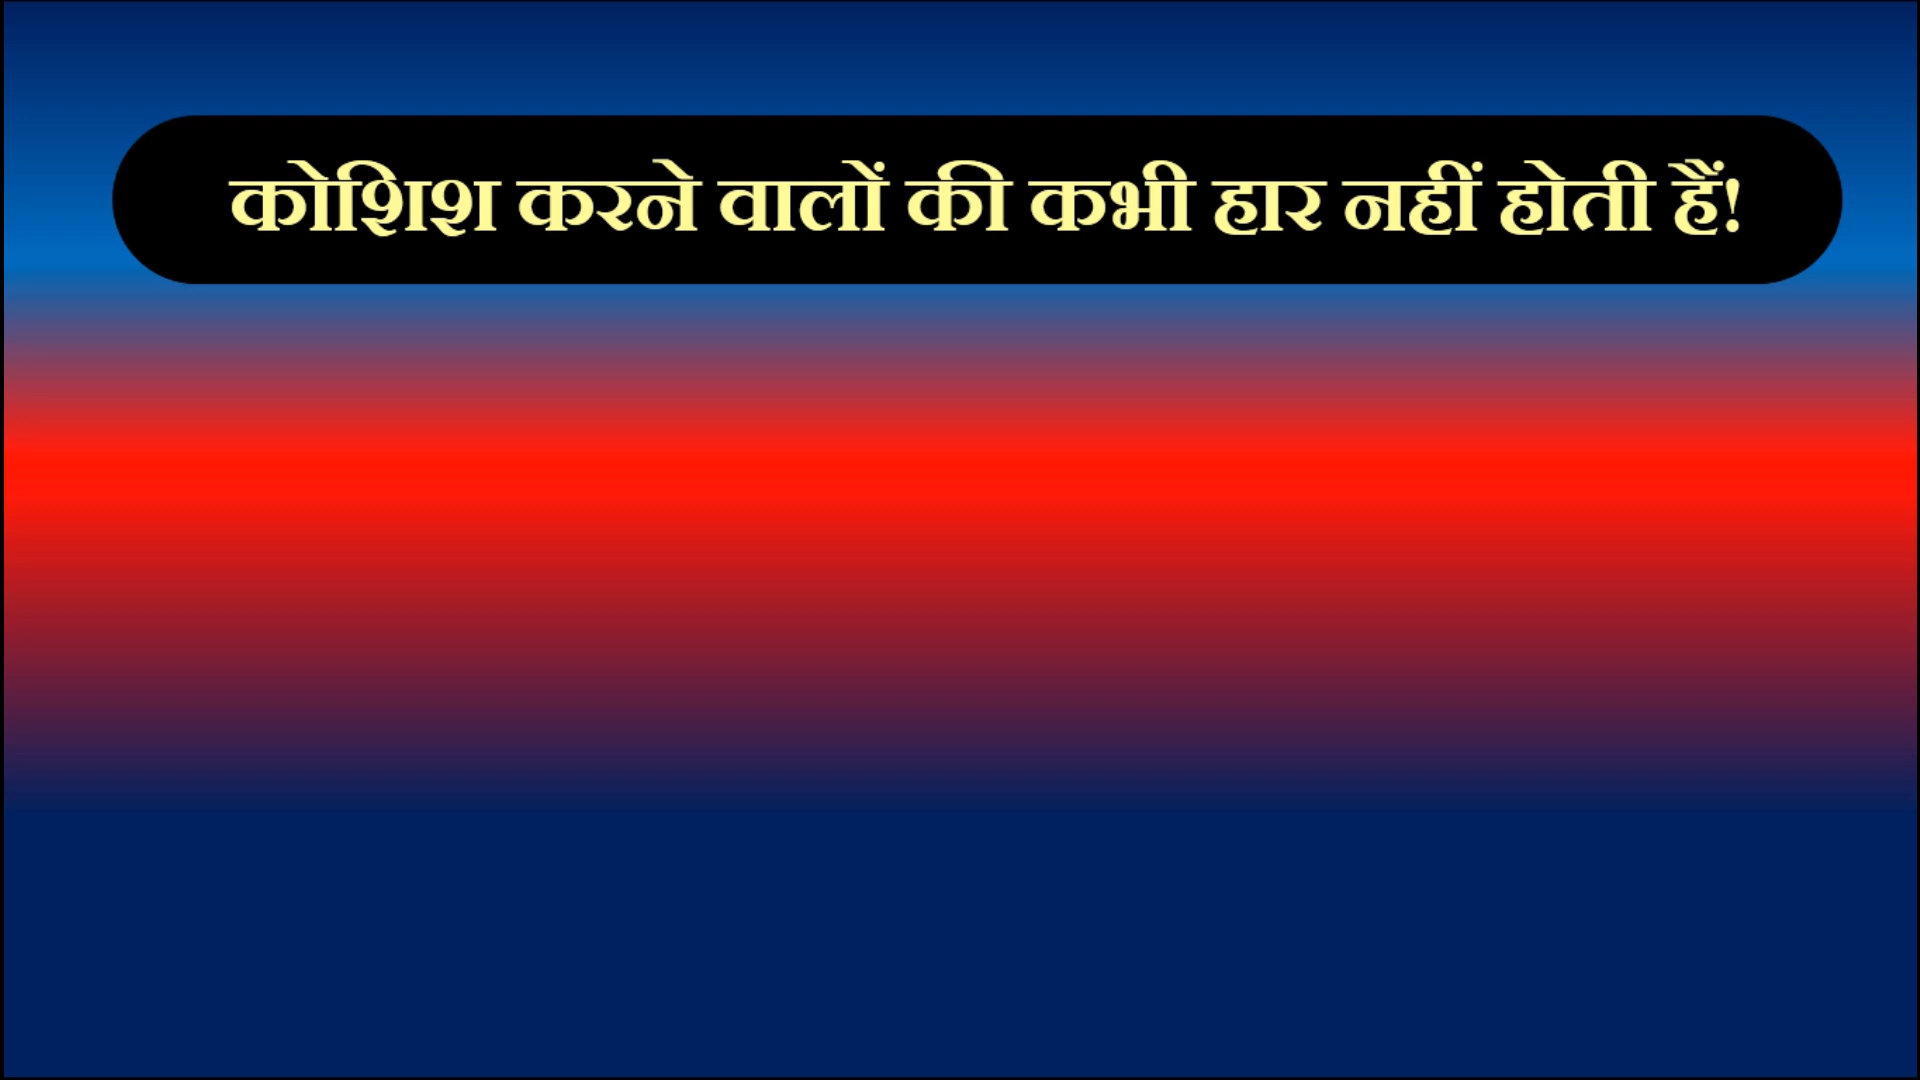 कोशिश करने वालों की कभी हार नहीं होती हैं!